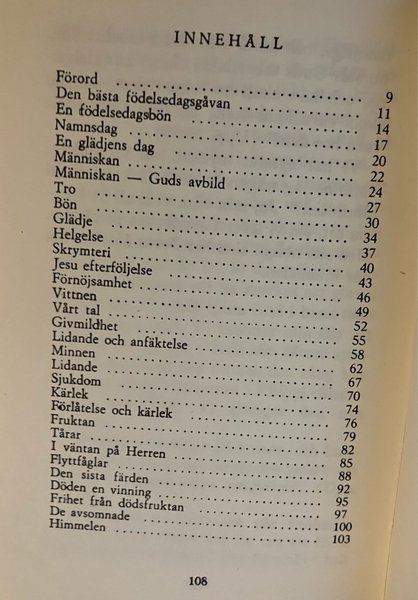 INNEHÅLL
Förord 9
Den bästa födelsedagsgåvan 11
En födelsedagsbön 14
Namnsdag 17
En glädjens dag 20
Människan 22
Människan — Guds avbild 24
Tro 27
Bön 30
Glädje 34
Helgelse 37
Skrymteri 40
Jesu efterföljelse 43
Förnöjsamhet 46
Vittnen 49
Vårt tal 52
Givmildhet 55
Lidande och anfäktelse 58
Minnen 62
Lidande 67
Sjukdom 70
Kärlek 74
Förlåtelse och kärlek 76
Fruktan 79
Tårar 82
I väntan på Herren 85
Flyttfåglar 88
Den sista färden 92
Döden en vinning 95
Frihet från dödsfruktan 97
De avsomnade 100
Himmelen 103
108